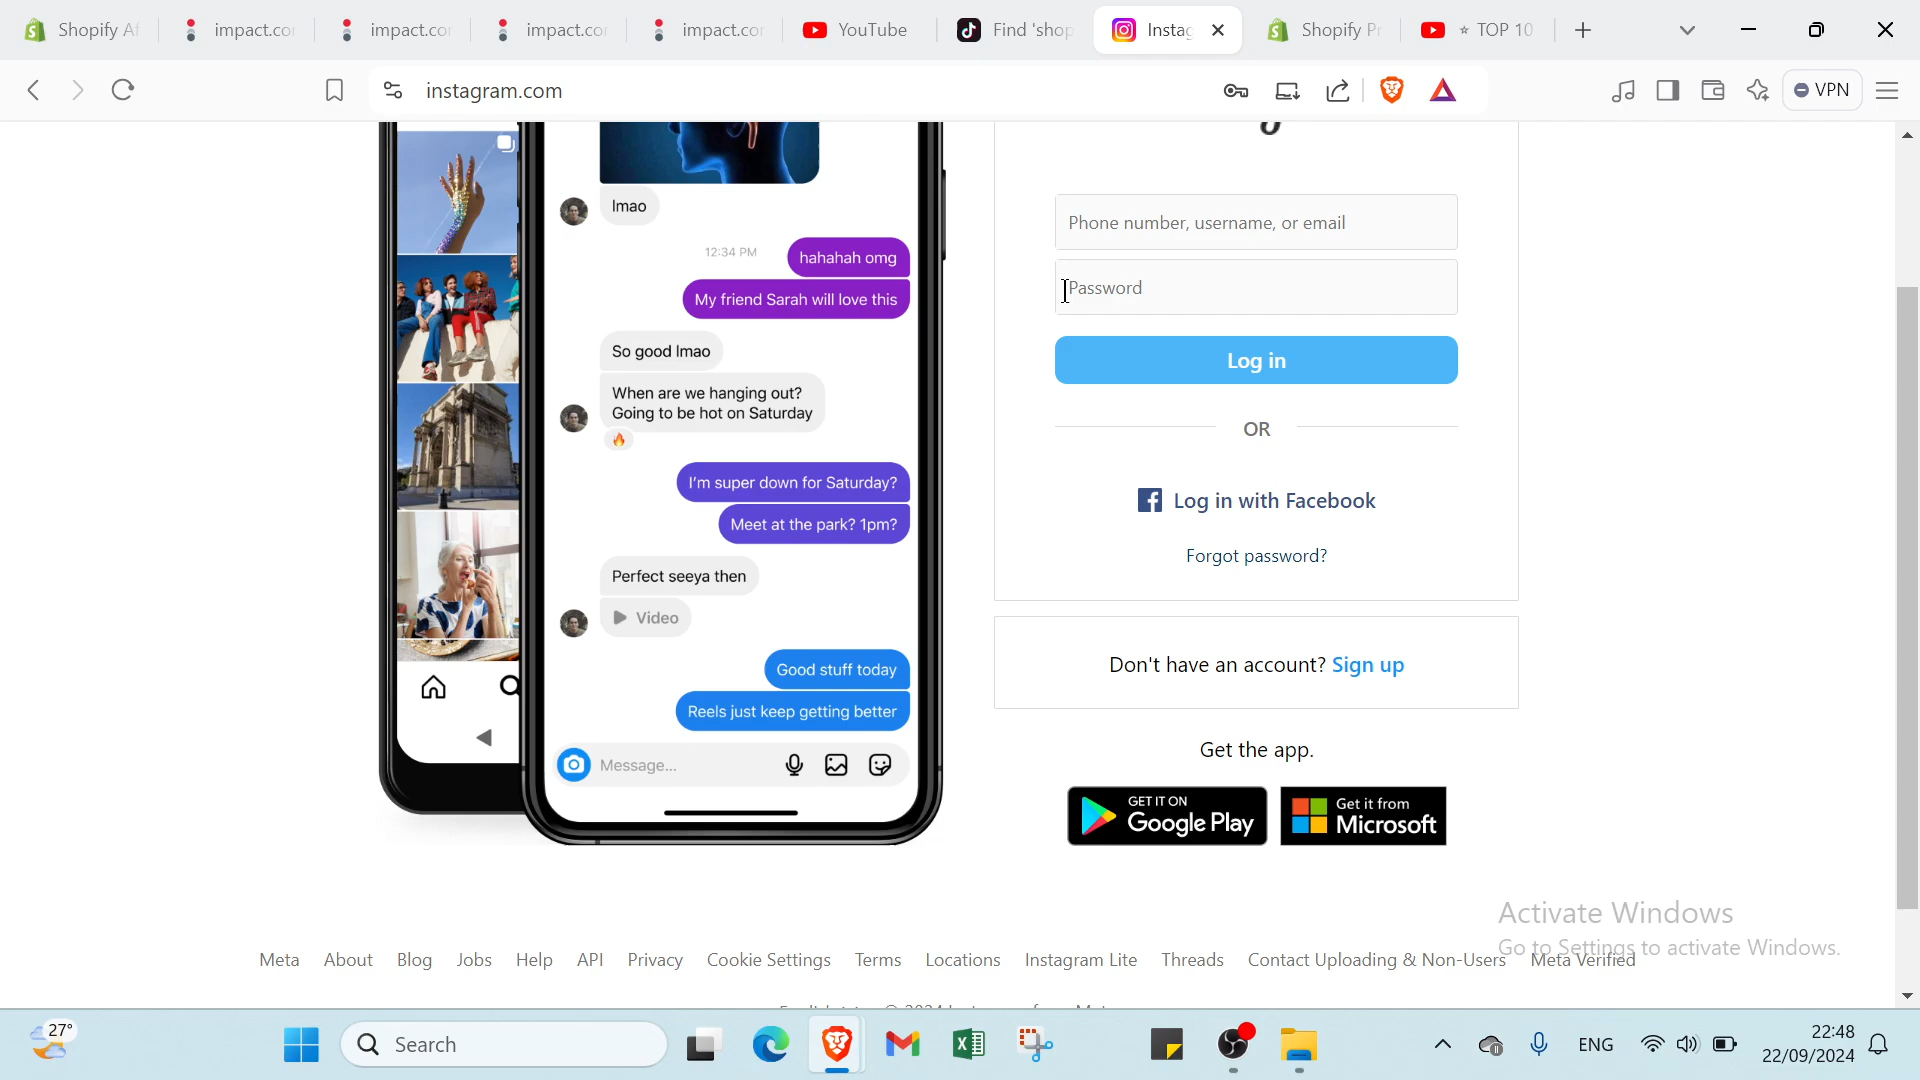 Shopify Af
impact.co
impact.co
impact.co
impact.co
YouTube
Find 'shop
Instag
Shopify Pr
TOP 10
instagram.com
VPN
lmao
12:34 PM
hahahah omg
My friend Sarah will love this
So good lmao
When are we hanging out?
Going to be hot on Saturday
I'm super down for Saturday?
Meet at the park? 1pm?
Perfect seeya then
Video
Good stuff today
Reels just keep getting better
Message...
Phone number, username, or email
Password
Log in
OR
Log in with Facebook
Forgot password?
Don't have an account? Sign up
Get the app.
GET IT ON
Google Play
Get it from
Microsoft
Activate Windows
Go to Settings to activate Windows.
Meta About Blog Jobs Help API Privacy Cookie Settings Terms Locations Instagram Lite Threads Contact Uploading & Non-Users Meta Verified
27°
Search
ENG
22:48
22/09/2024